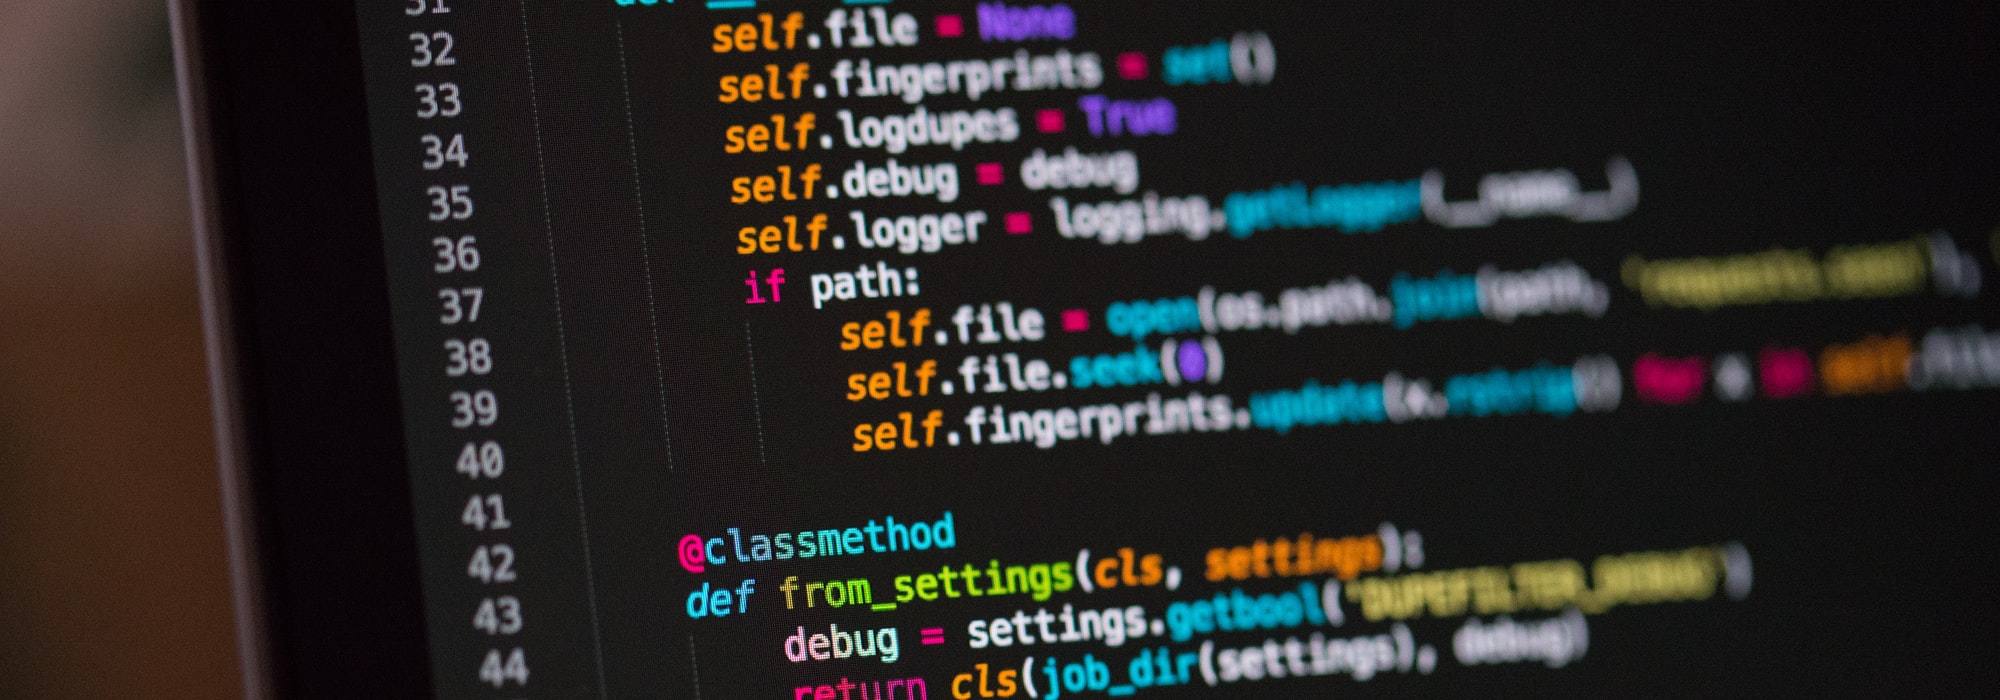 31 def
32 self.file = None
33 self.fingerprints = set()
34 self.logdupes = True
35 self.debug = debug
36 self.logger = logging.getLogger(__name__)
37 if path:
38 self.file = open(os.path.join(path, 'requests.seen'),
39 self.file.seek(0)
40 self.fingerprints.update(x.rstrip() for x in self.file
41
42 @classmethod
43 def from_settings(cls, settings):
44 debug = settings.getbool('DUPEFILTER_DEBUG')
return cls(job_dir(settings), debug)